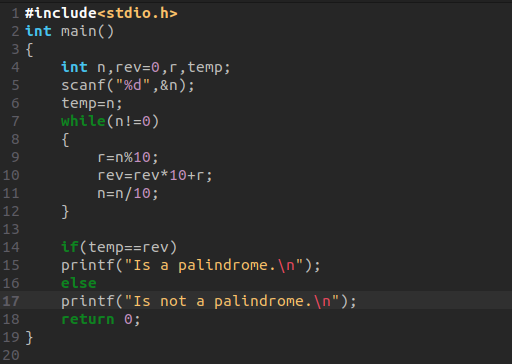 1 #include<stdio.h>
2 int main()
3 {
4     int n,rev=0,r,temp;
5     scanf("%d",&n);
6     temp=n;
7     while(n!=0)
8     {
9         r=n%10;
10         rev=rev*10+r;
11         n=n/10;
12     }
13
14     if(temp==rev)
15     printf("Is a palindrome.\n");
16     else
17     printf("Is not a palindrome.\n");
18     return 0;
19 }
20